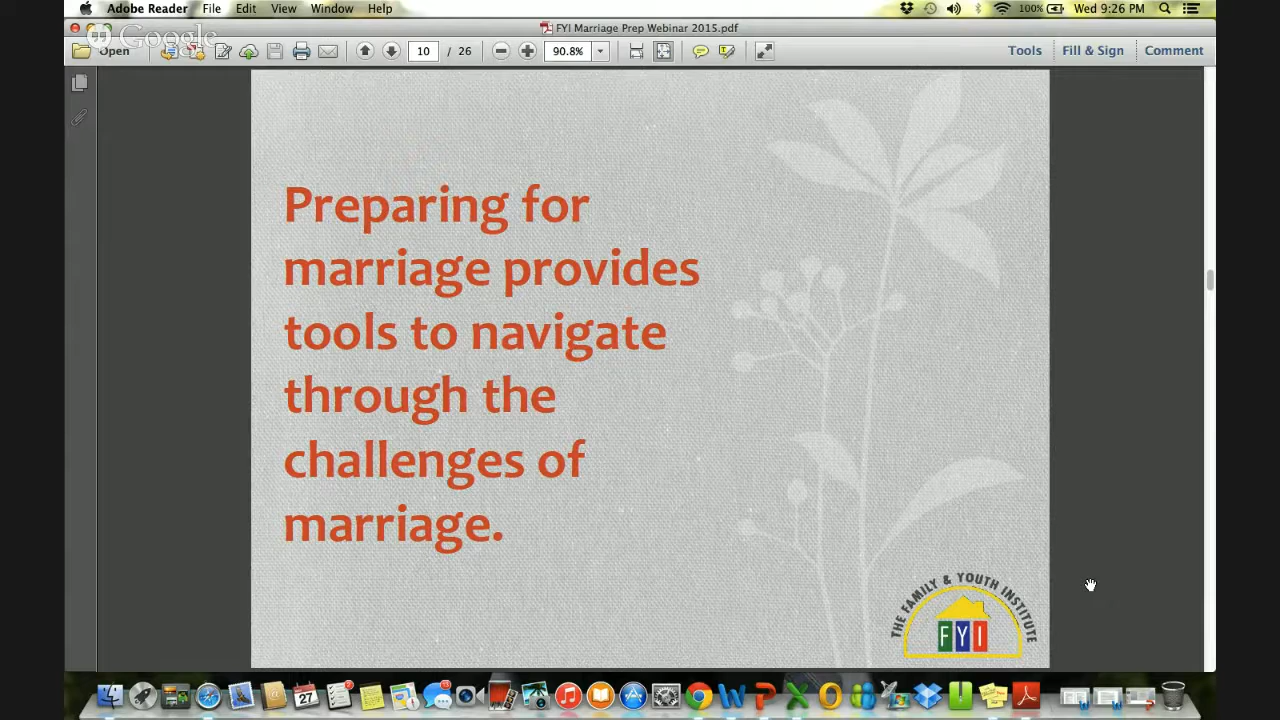 Adobe Reader File Edit View Window Help 100% Wed 9:26 PM
FYI Marriage Prep Webinar 2015.pdf
Google
Open 10 / 26 90.8% Tools Fill & Sign Comment
Preparing for
marriage provides
tools to navigate
through the
challenges of
marriage.
THE FAMILY & YOUTH INSTITUTE
FYI
27